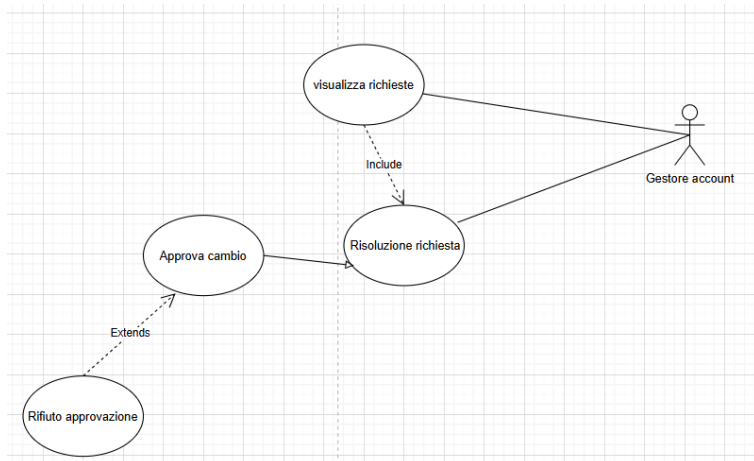 visualizza richieste
Include
Gestore account
Risoluzione richiesta
Approva cambio
Extends
Rifiuto approvazione